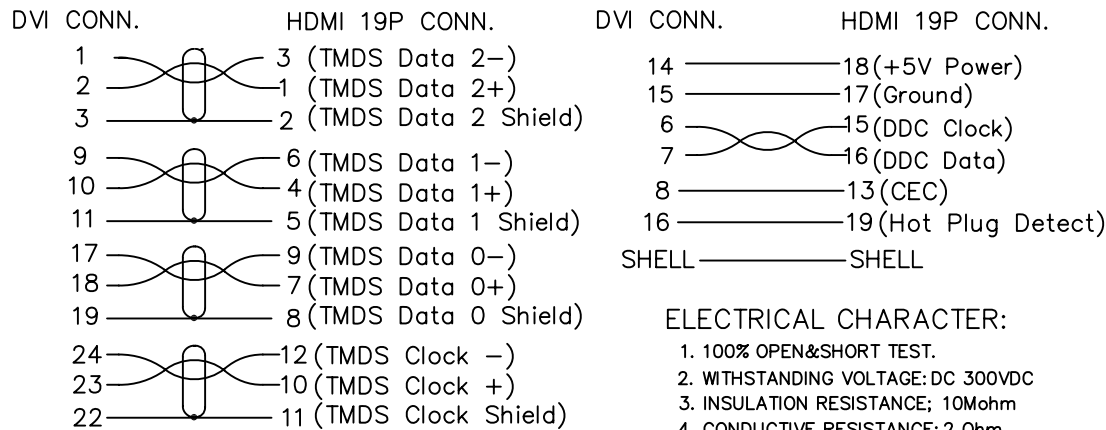 DVI CONN. HDMI 19P CONN.
1 3 (TMDS Data 2-)
2 1 (TMDS Data 2+)
3 2 (TMDS Data 2 Shield)
9 6 (TMDS Data 1-)
10 4 (TMDS Data 1+)
11 5 (TMDS Data 1 Shield)
17 9 (TMDS Data 0-)
18 7 (TMDS Data 0+)
19 8 (TMDS Data 0 Shield)
24 12 (TMDS Clock -)
23 10 (TMDS Clock +)
22 11 (TMDS Clock Shield)
DVI CONN. HDMI 19P CONN.
14 18 (+5V Power)
15 17 (Ground)
6 15 (DDC Clock)
7 16 (DDC Data)
8 13 (CEC)
16 19 (Hot Plug Detect)
SHELL SHELL
ELECTRICAL CHARACTER:
1. 100% OPEN&SHORT TEST.
2. WITHSTANDING VOLTAGE: DC 300VDC
3. INSULATION RESISTANCE; 10Mohm
4. CONDUCTIVE RESISTANCE: 2 Ohm